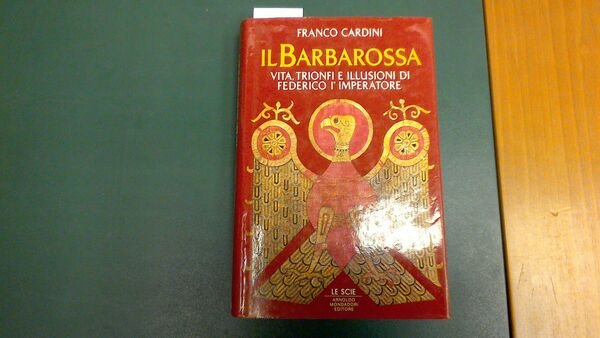 FRANCO CARDINI
IL BARBAROSSA
VITA, TRIONFI E ILLUSIONI DI
FEDERICO I° IMPERATORE
LE SCIE
ARNOLDO
MONDADORI
EDITORE